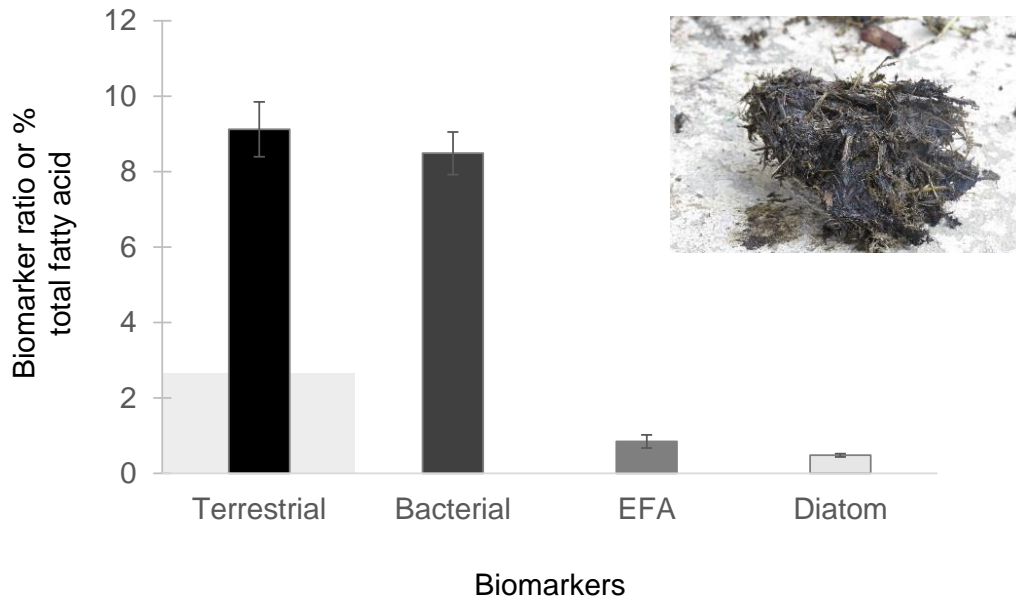 Biomarker ratio or %
total fatty acid
12
10
8
6
4
2
0
Terrestrial Bacterial EFA Diatom
Biomarkers